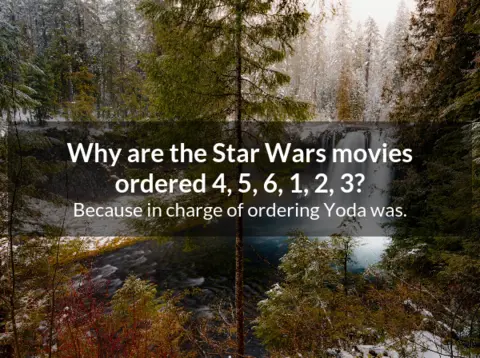 Why are the Star Wars movies
ordered 4, 5, 6, 1, 2, 3?
Because in charge of ordering Yoda was.